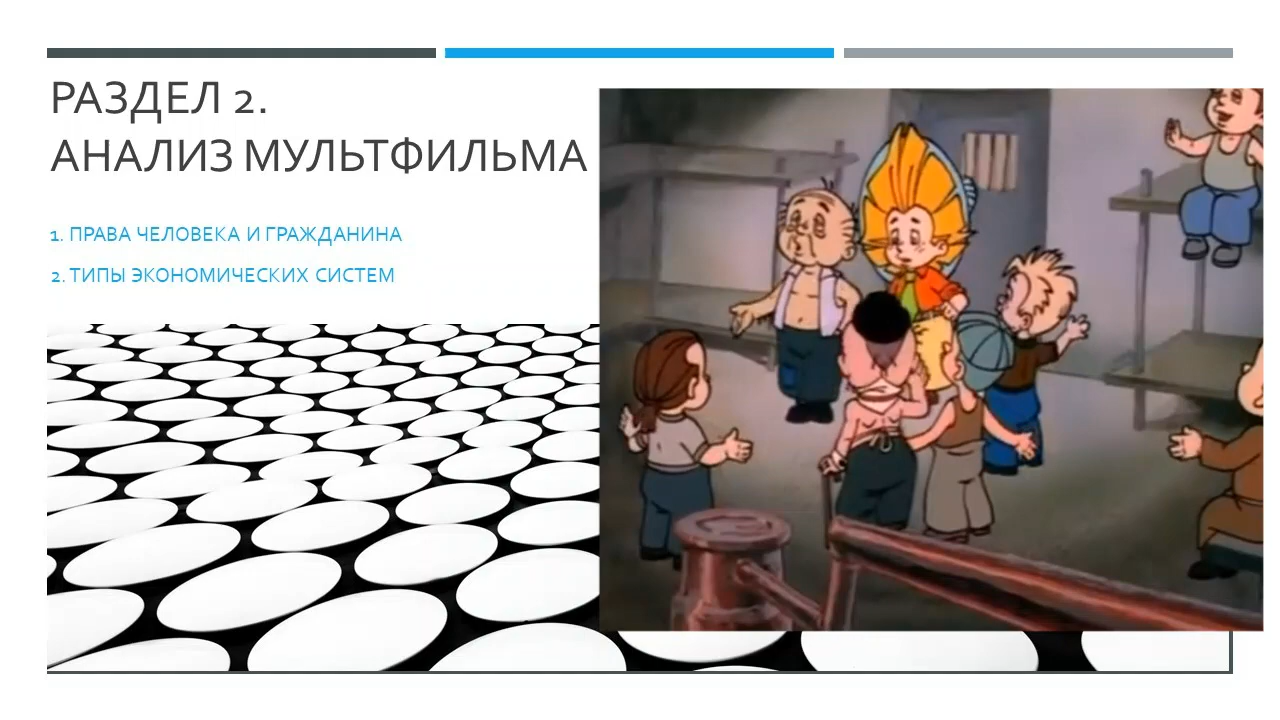 РАЗДЕЛ 2.
АНАЛИЗ МУЛЬТФИЛЬМА
1. ПРАВА ЧЕЛОВЕКА И ГРАЖДАНИНА
2. ТИПЫ ЭКОНОМИЧЕСКИХ СИСТЕМ